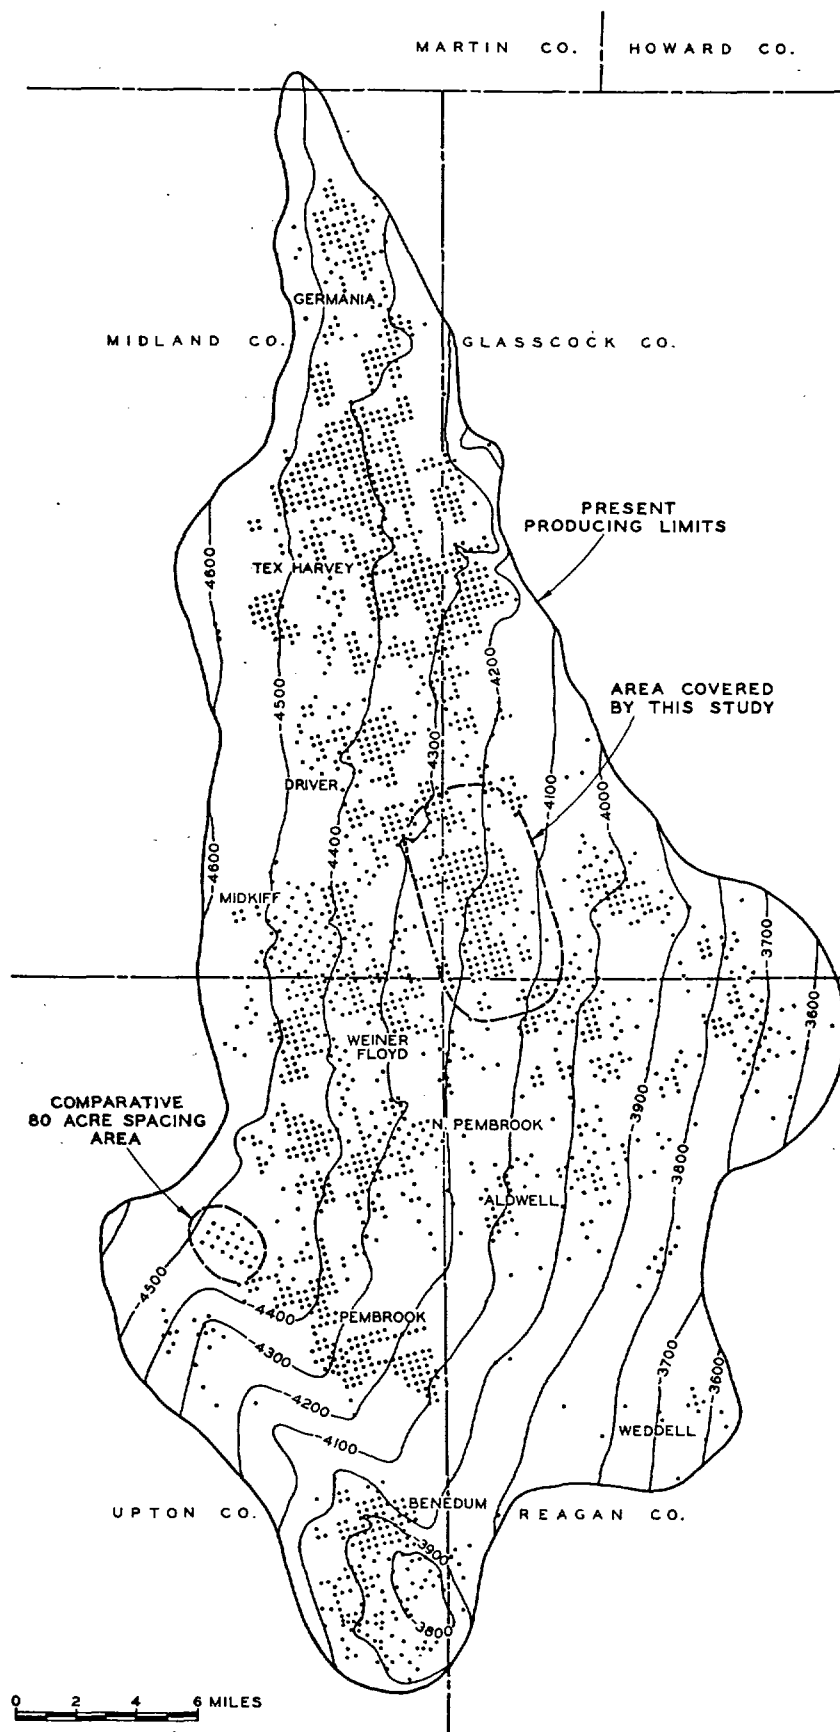 MARTIN CO.
HOWARD CO.
GERMANIA
MIDLAND CO.
GLASSCOCK CO.
PRESENT
PRODUCING LIMITS
-4600
TEX HARVEY
-4500
-4200
AREA COVERED
BY THIS STUDY
-4300
-4100
-4000
DRIVER
-4400
-4600
MIDKIFF
-3700
-3600
WEINER
FLOYD
COMPARATIVE
80 ACRE SPACING
AREA
-3900
N. PEMBROOK
-3800
ALDWELL
-4500
-4400
PEMBROOK
-4300
-3700
-3600
-4200
WEDDELL
-4100
BENEDUM
UPTON CO.
REAGAN CO.
-3900
-3800
0 2 4 6 MILES